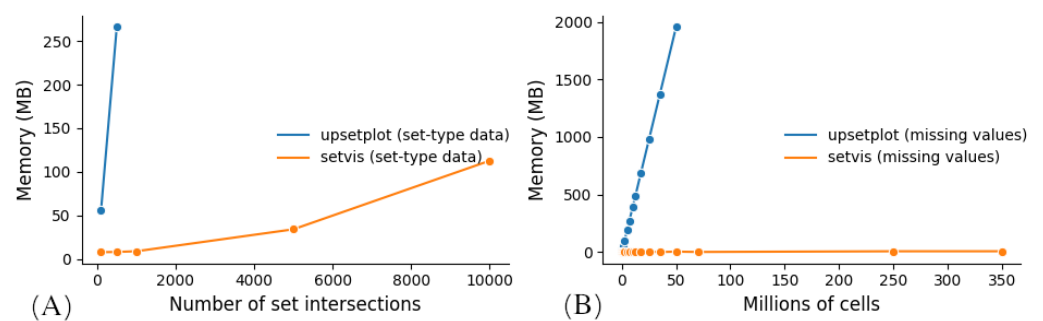 250
200
150
100
50
0
Memory (MB)
upsetplot (set-type data)
setvis (set-type data)
0 2000 4000 6000 8000 10000
Number of set intersections
(A)
2000
1500
1000
500
0
Memory (MB)
upsetplot (missing values)
setvis (missing values)
0 50 100 150 200 250 300 350
Millions of cells
(B)